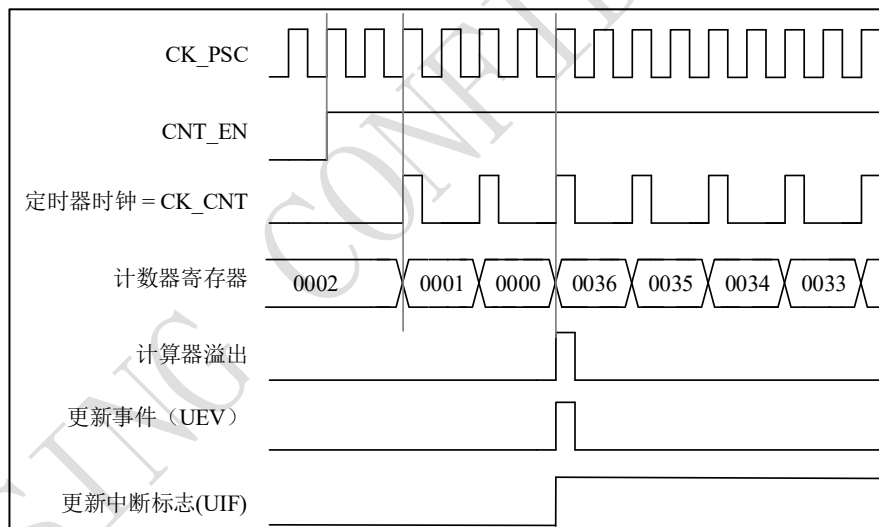 CK_PSC
CNT_EN
定时器时钟 = CK_CNT
计数器寄存器 0002 0001 0000 0036 0035 0034 0033
计算器溢出
更新事件（UEV）
更新中断标志(UIF)
SING CONFI